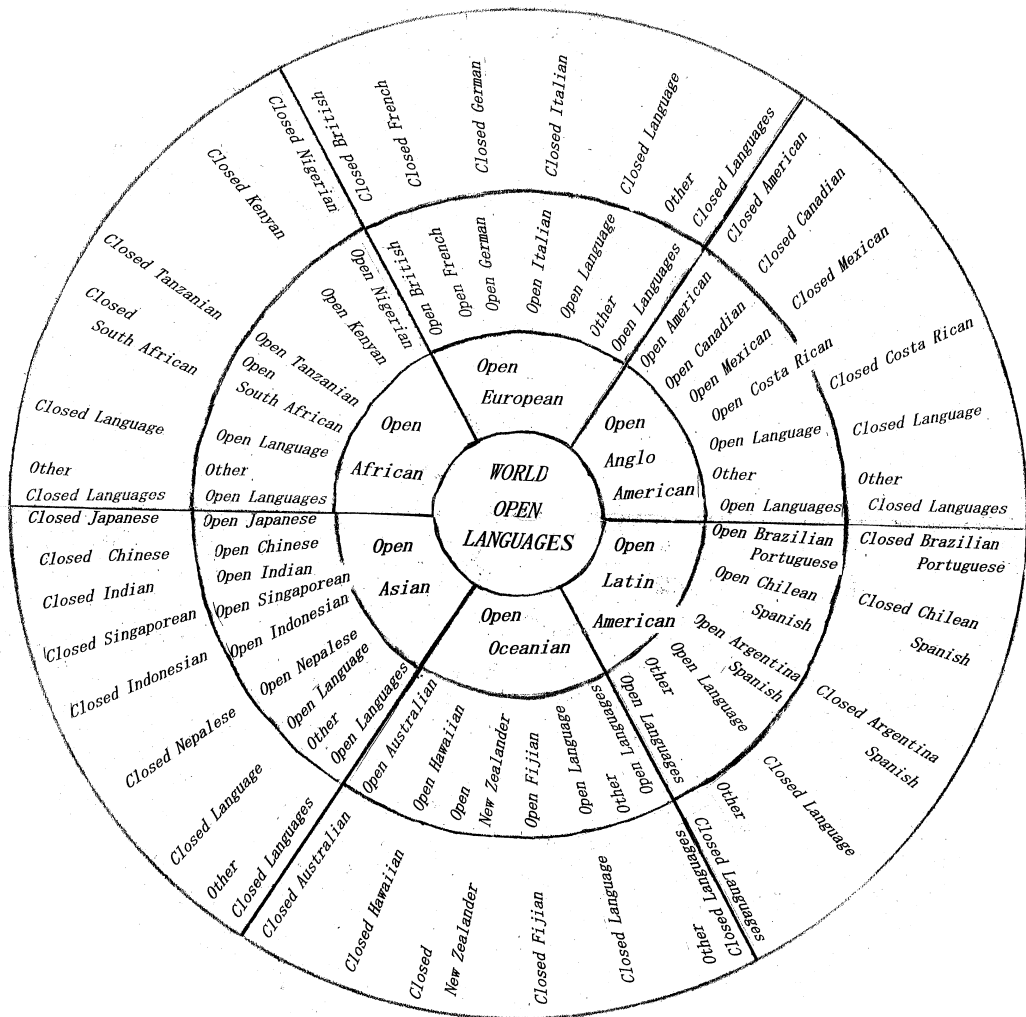 WORLD
OPEN
LANGUAGES
Open
European
Open
Anglo
American
Open
Latin
American
Open
Oceanian
Open
Asian
Open
African
Open British
Open French
Open German
Open Italian
Open Language
Other
Open Languages
Open American
Open Canadian
Open Mexican
Open Costa Rican
Open Language
Other
Open Languages
Open Brazilian
Portuguese
Open Chilean
Spanish
Open Argentina
Spanish
Open Language
Other
Open Languages
Other
Open Languages
Open Language
Open Fijian
Open
New Zealander
Open Hawaiian
Open Australian
Open Languages
Other
Open Language
Open Nepalese
Open Indonesian
Open Singaporean
Open Indian
Open Chinese
Open Japanese
Open Languages
Other
Open Language
Open
South African
Open Tanzanian
Open Kenyan
Open Nigerian
Closed British
Closed French
Closed German
Closed Italian
Closed Language
Other
Closed Languages
Closed American
Closed Canadian
Closed Mexican
Closed Costa Rican
Closed Language
Other
Closed Languages
Closed Brazilian
Portuguese
Closed Chilean
Spanish
Closed Argentina
Spanish
Closed Language
Other
Closed Languages
Other
Closed Languages
Closed Language
Closed Fijian
Closed
New Zealander
Closed Hawaiian
Closed Australian
Closed Languages
Other
Closed Language
Closed Nepalese
Closed Indonesian
Closed Singaporean
Closed Indian
Closed Chinese
Closed Japanese
Closed Languages
Other
Closed Language
Closed
South African
Closed Tanzanian
Closed Kenyan
Closed Nigerian